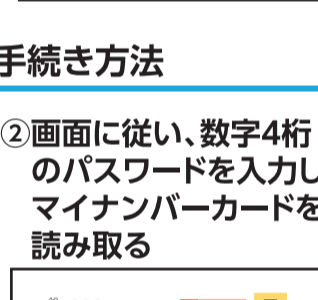 手続き方法
②画面に従い、数字4桁
のパスワードを入力し
マイナンバーカードを
読み取る